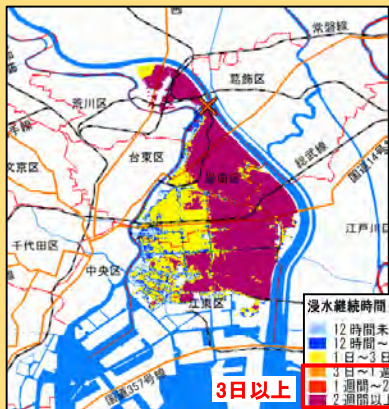 常磐線
葛飾区
荒川区
台東区
文京区
墨田区
総武線
国道14号
江戸川
千代田区
中央区
江東区
国道357号線
浸水継続時間
12時間未
12時間~
1日~3日
3日~1週
1週間~2
2週間以上
3日以上